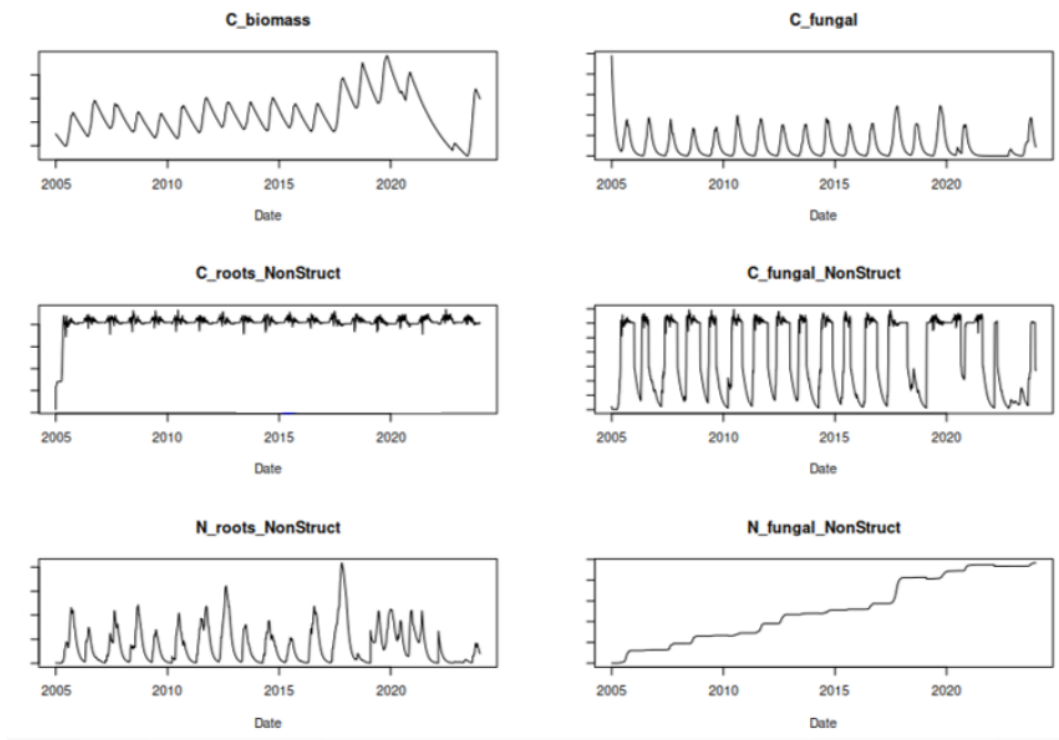 C_biomass
C_fungal
2005 2010 2015 2020
2005 2010 2015 2020
Date
Date
C_roots_NonStruct
C_fungal_NonStruct
2005 2010 2015 2020
2005 2010 2015 2020
Date
Date
N_roots_NonStruct
N_fungal_NonStruct
2005 2010 2015 2020
2005 2010 2015 2020
Date
Date